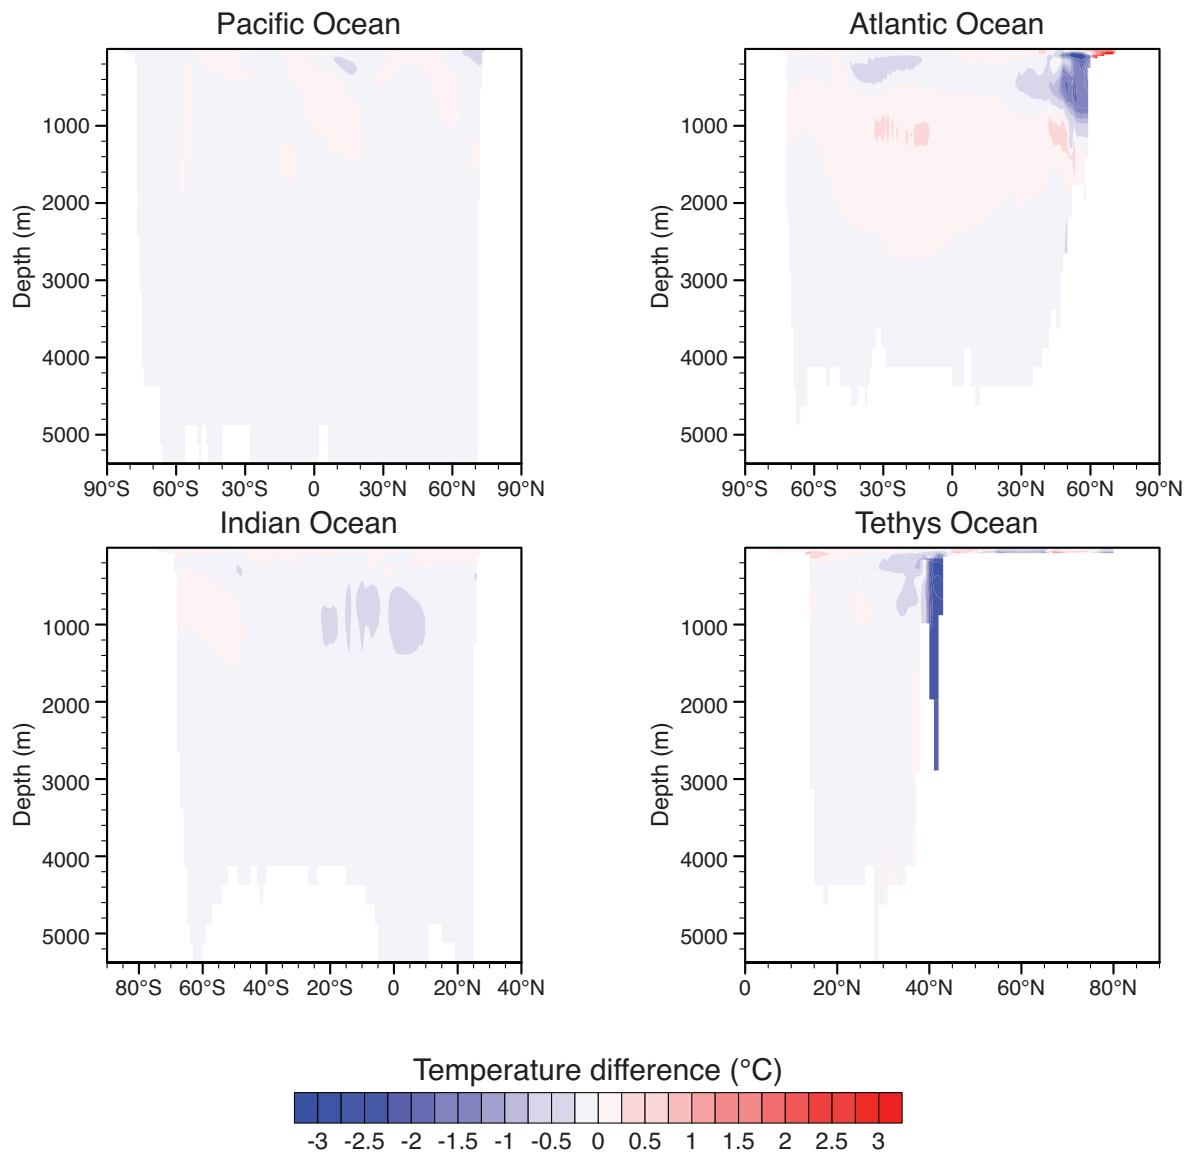 Pacific Ocean
Depth (m)
1000
2000
3000
4000
5000
90°S 60°S 30°S 0 30°N 60°N 90°N
Atlantic Ocean
Depth (m)
1000
2000
3000
4000
5000
90°S 60°S 30°S 0 30°N 60°N 90°N
Indian Ocean
Depth (m)
1000
2000
3000
4000
5000
80°S 60°S 40°S 20°S 0 20°N 40°N
Tethys Ocean
Depth (m)
1000
2000
3000
4000
5000
0 20°N 40°N 60°N 80°N
Temperature difference (°C)
-3 -2.5 -2 -1.5 -1 -0.5 0 0.5 1 1.5 2 2.5 3